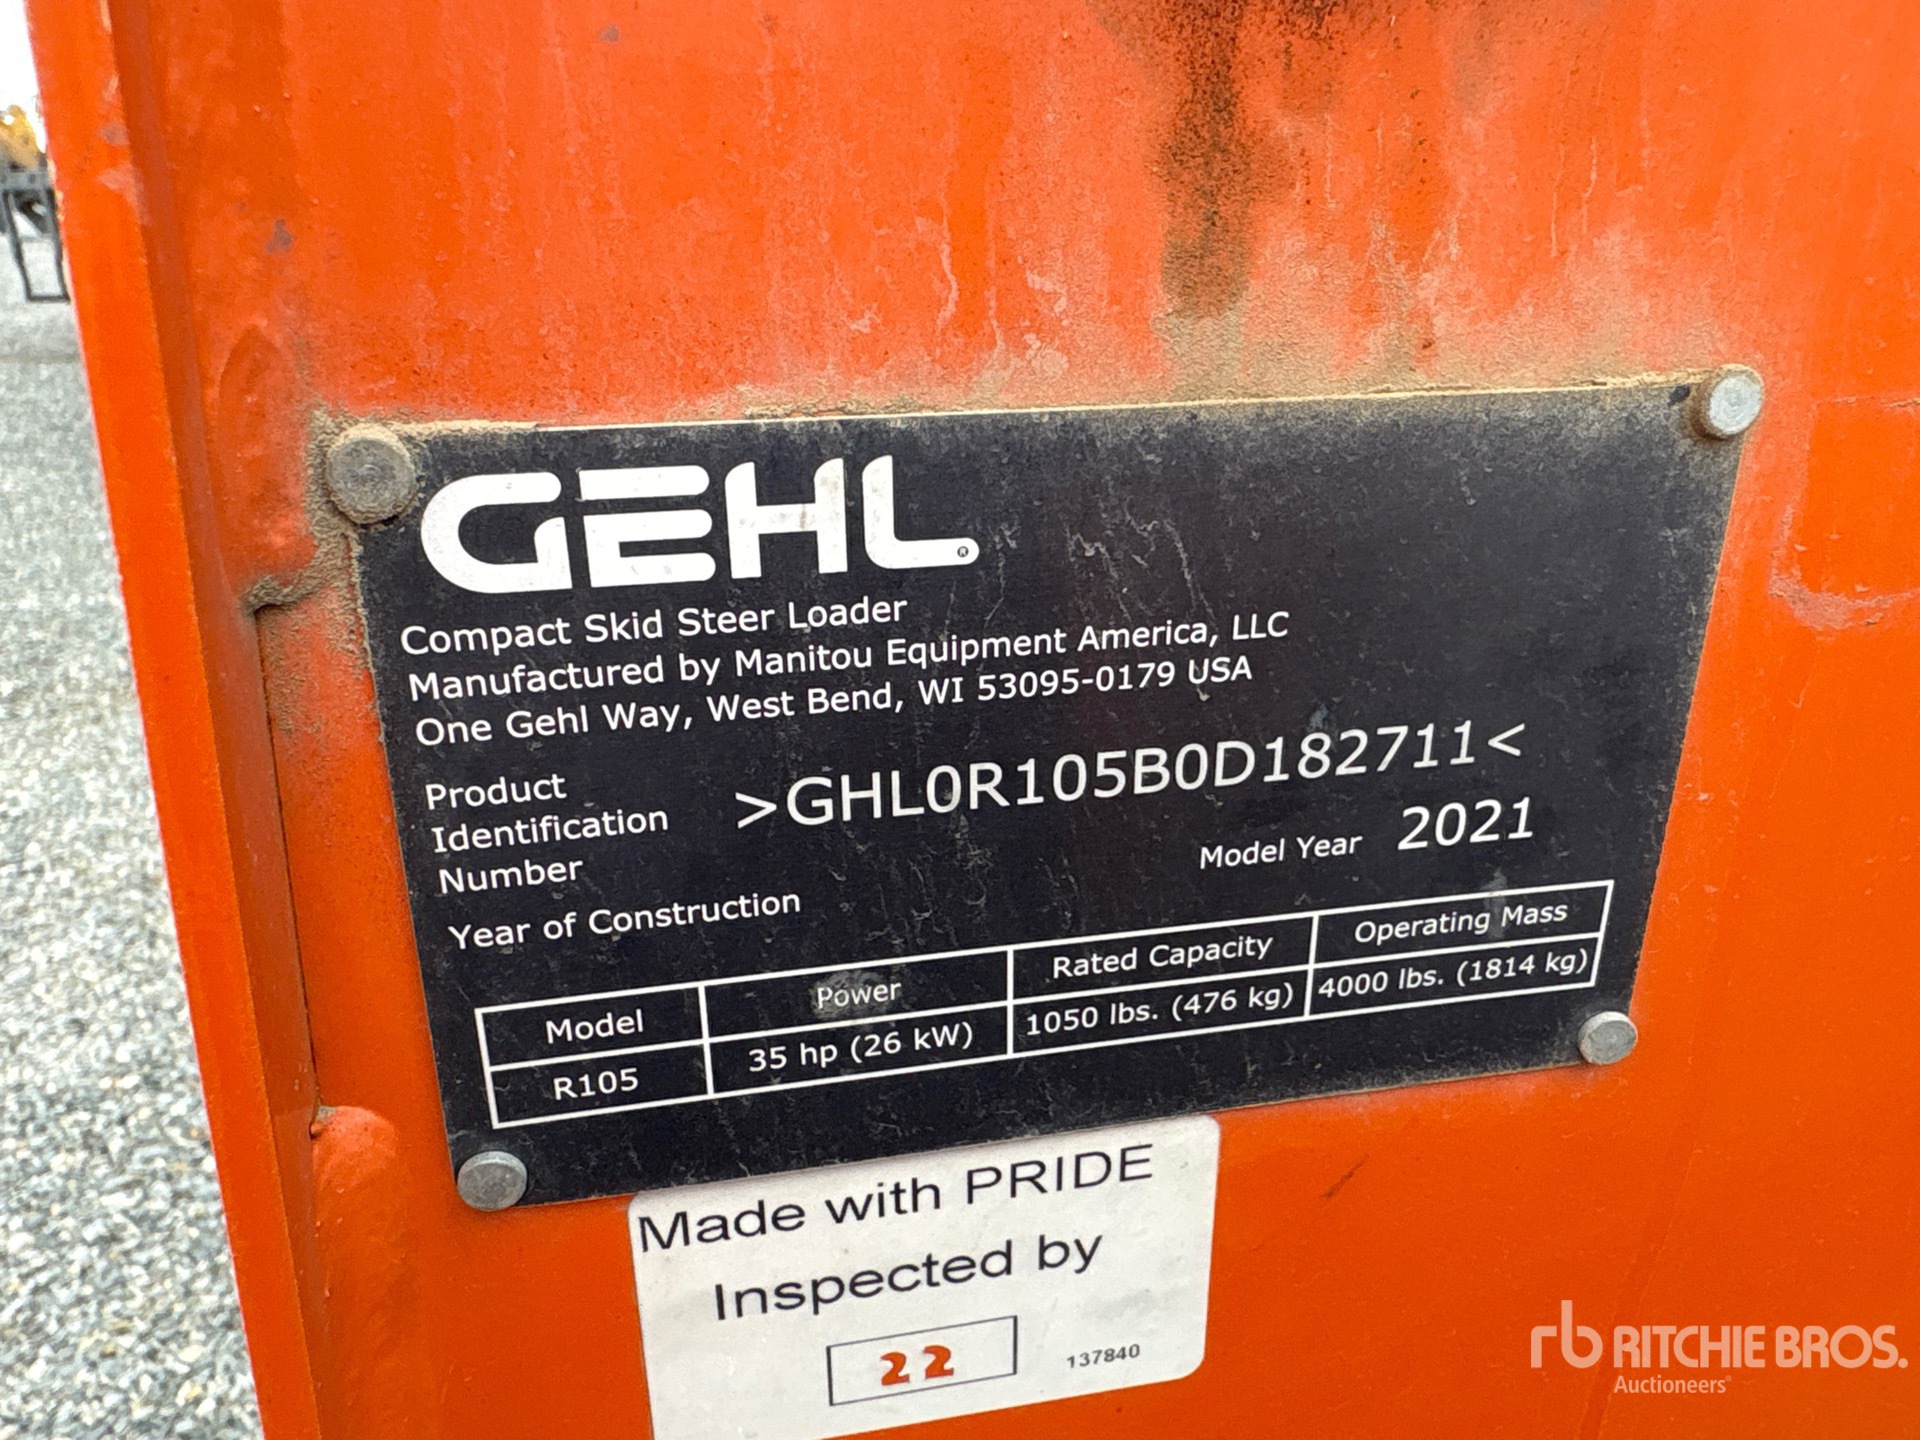 GEHL®
Compact Skid Steer Loader
Manufactured by Manitou Equipment America, LLC
One Gehl Way, West Bend, WI 53095-0179 USA
Product
Identification
Number
>GHL0R105B0D182711<
Model Year 2021
Year of Construction
Model Power Rated Capacity Operating Mass
R105 35 hp (26 kW) 1050 lbs. (476 kg) 4000 lbs. (1814 kg)
Made with PRIDE
Inspected by
22 137840
rb RITCHIE BROS.
Auctioneers